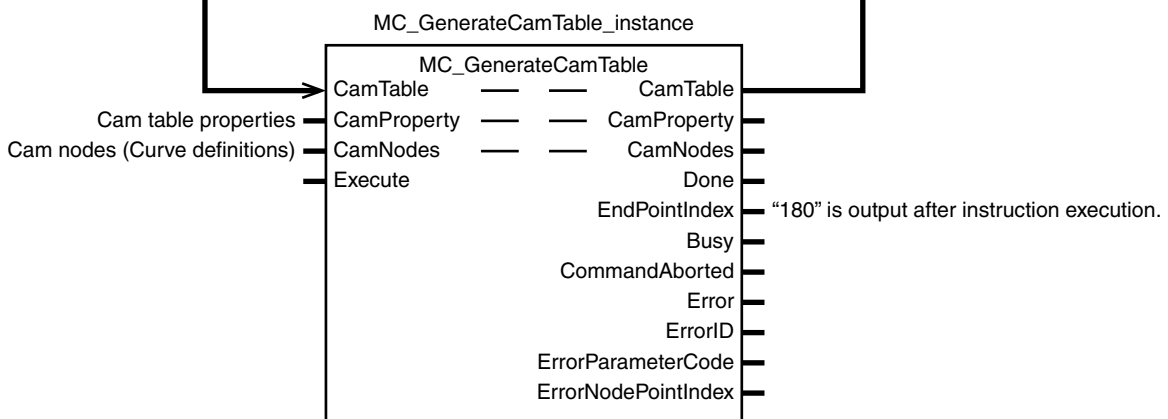 MC_GenerateCamTable_instance
MC_GenerateCamTable
CamTable CamTable
Cam table properties CamProperty CamProperty
Cam nodes (Curve definitions) CamNodes CamNodes
Execute Done
EndPointIndex “180” is output after instruction execution.
Busy
CommandAborted
Error
ErrorID
ErrorParameterCode
ErrorNodePointIndex